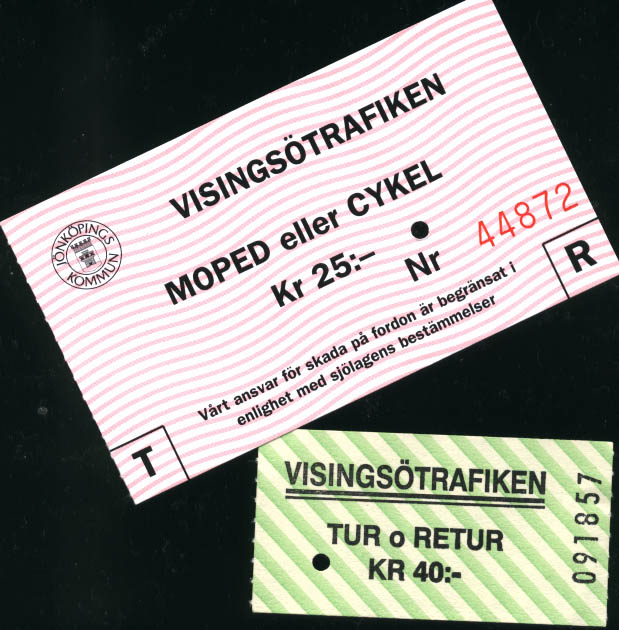 VISINGSÖTRAFIKEN
JÖNKÖPINGS
KOMMUN
MOPED eller CYKEL
Kr 25:–
Nr 44872
Vårt ansvar för skada på fordon är begränsat i
enlighet med sjölagens bestämmelser
T
R
VISINGSÖTRAFIKEN
TUR o RETUR
KR 40:-
091857